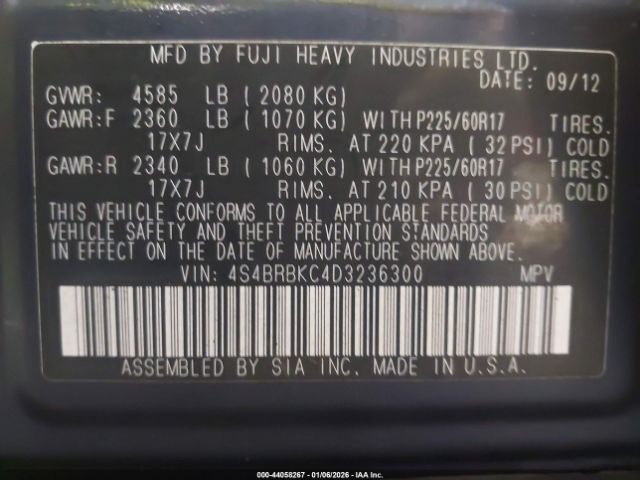 MFD BY FUJI HEAVY INDUSTRIES LTD.
DATE: 09/12
GVWR: 4585 LB ( 2080 KG)
GAWR:F 2360 LB ( 1070 KG) WITH P225/60R17 TIRES.
17X7J RIMS. AT 220 KPA ( 32 PSI) COLD
GAWR:R 2340 LB ( 1060 KG) WITH P225/60R17 TIRES.
17X7J RIMS. AT 210 KPA ( 30 PSI) COLD
THIS VEHICLE CONFORMS TO ALL APPLICABLE FEDERAL MOTOR
VEHICLE SAFETY AND THEFT PREVENTION STANDARDS
IN EFFECT ON THE DATE OF MANUFACTURE SHOWN ABOVE.
VIN: 4S4BRBKC4D3236300 MPV
ASSEMBLED BY SIA INC. MADE IN U.S.A.
000-44058267 - 01/06/2026 - IAA Inc.